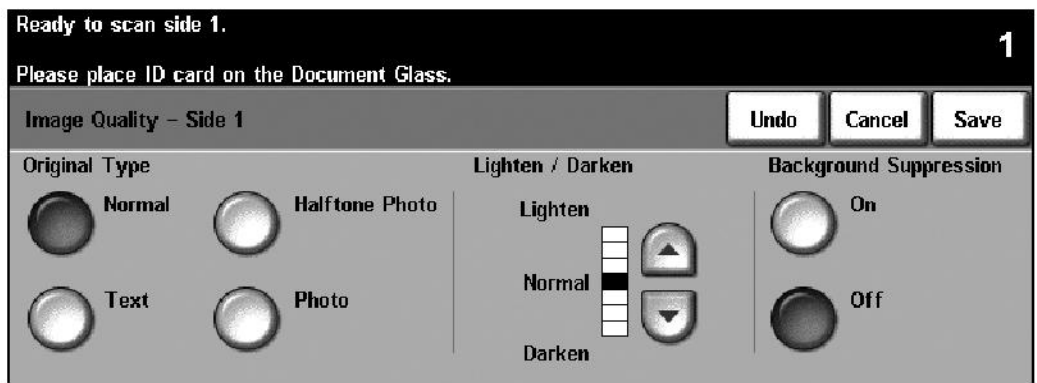 Ready to scan side 1.
1
Please place ID card on the Document Glass.
Image Quality - Side 1
Undo
Cancel
Save
Original Type
Normal
Halftone Photo
Text
Photo
Lighten / Darken
Lighten
Normal
Darken
Background Suppression
On
Off